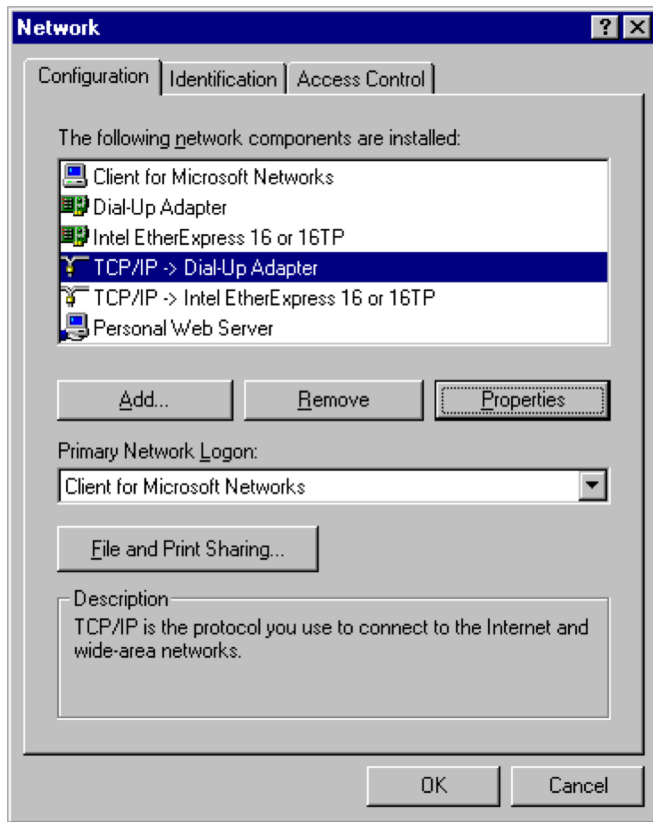 Network
Configuration Identification Access Control
The following network components are installed:
Client for Microsoft Networks
Dial-Up Adapter
Intel EtherExpress 16 or 16TP
TCP/IP -> Dial-Up Adapter
TCP/IP -> Intel EtherExpress 16 or 16TP
Personal Web Server
Add... Remove Properties
Primary Network Logon:
Client for Microsoft Networks
File and Print Sharing...
Description
TCP/IP is the protocol you use to connect to the Internet and
wide-area networks.
OK Cancel